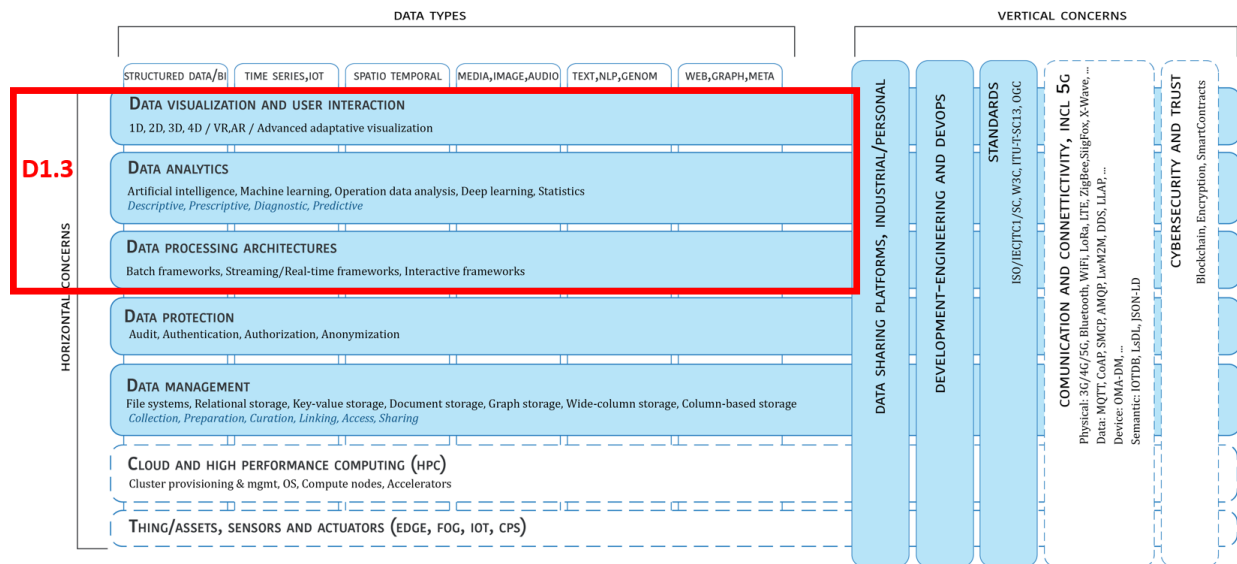 DATA TYPES
VERTICAL CONCERNS
STRUCTURED DATA/BI
TIME SERIES,IOT
SPATIO TEMPORAL
MEDIA,IMAGE,AUDIO
TEXT,NLP,GENOM
WEB,GRAPH,META
D1.3
HORIZONTAL CONCERNS
DATA VISUALIZATION AND USER INTERACTION
1D, 2D, 3D, 4D / VR,AR / Advanced adaptative visualization
DATA ANALYTICS
Artificial intelligence, Machine learning, Operation data analysis, Deep learning, Statistics
Descriptive, Prescriptive, Diagnostic, Predictive
DATA PROCESSING ARCHITECTURES
Batch frameworks, Streaming/Real-time frameworks, Interactive frameworks
DATA PROTECTION
Audit, Authentication, Authorization, Anonymization
DATA MANAGEMENT
File systems, Relational storage, Key-value storage, Document storage, Graph storage, Wide-column storage, Column-based storage
Collection, Preparation, Curation, Linking, Access, Sharing
CLOUD AND HIGH PERFORMANCE COMPUTING (HPC)
Cluster provisioning & mgmt, OS, Compute nodes, Accelerators
THING/ASSETS, SENSORS AND ACTUATORS (EDGE, FOG, IOT, CPS)
DATA SHARING PLATFORMS, INDUSTRIAL/PERSONAL
DEVELOPMENT-ENGINEERING AND DEVOPS
STANDARDS
ISO/IECJTC1/SC, W3C, ITU-T-SC13, OGC
COMUNICATION AND CONNETTICTIVITY, INCL 5G
Physical: 3G/4G/5G, Bluetooth, WiFi, LoRa, LTE, ZigBee,SiigFox, X-Wave, ...
Data: MQTT, CoAP, SMCP, AMQP, LwM2M, DDS, LLAP, ...
Device: OMA-DM, ...
Semantic: IOTDB, LsDL, JSON-LD
CYBERSECURITY AND TRUST
Blockchain, Encryption, SmartContracts